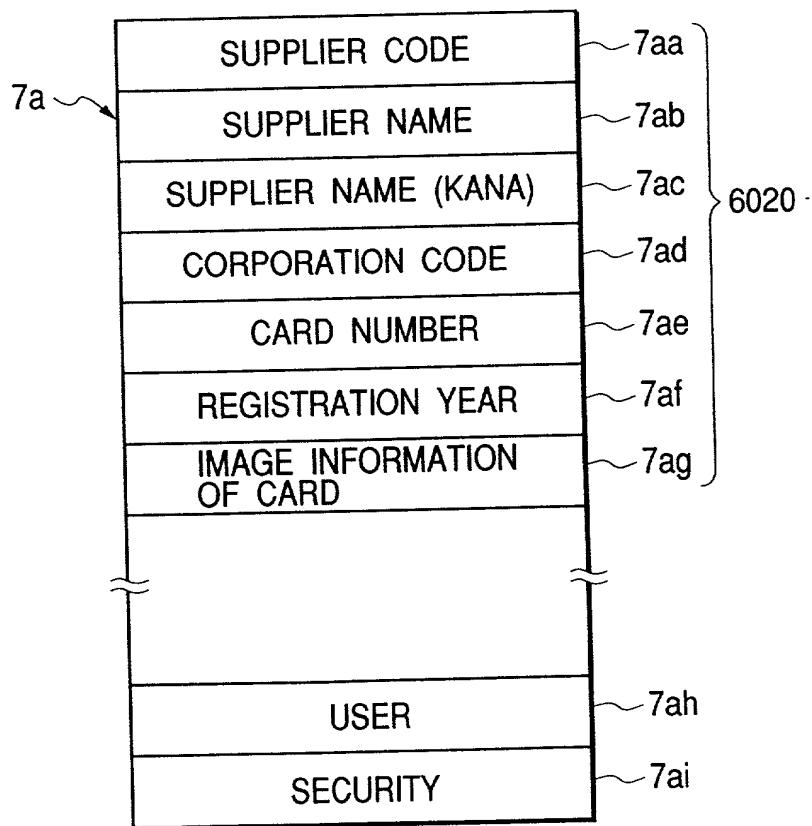 SUPPLIER CODE 7aa
7a
SUPPLIER NAME 7ab
SUPPLIER NAME (KANA) 7ac
6020
CORPORATION CODE 7ad
CARD NUMBER 7ae
REGISTRATION YEAR 7af
IMAGE INFORMATION 7ag
OF CARD
USER 7ah
SECURITY 7ai